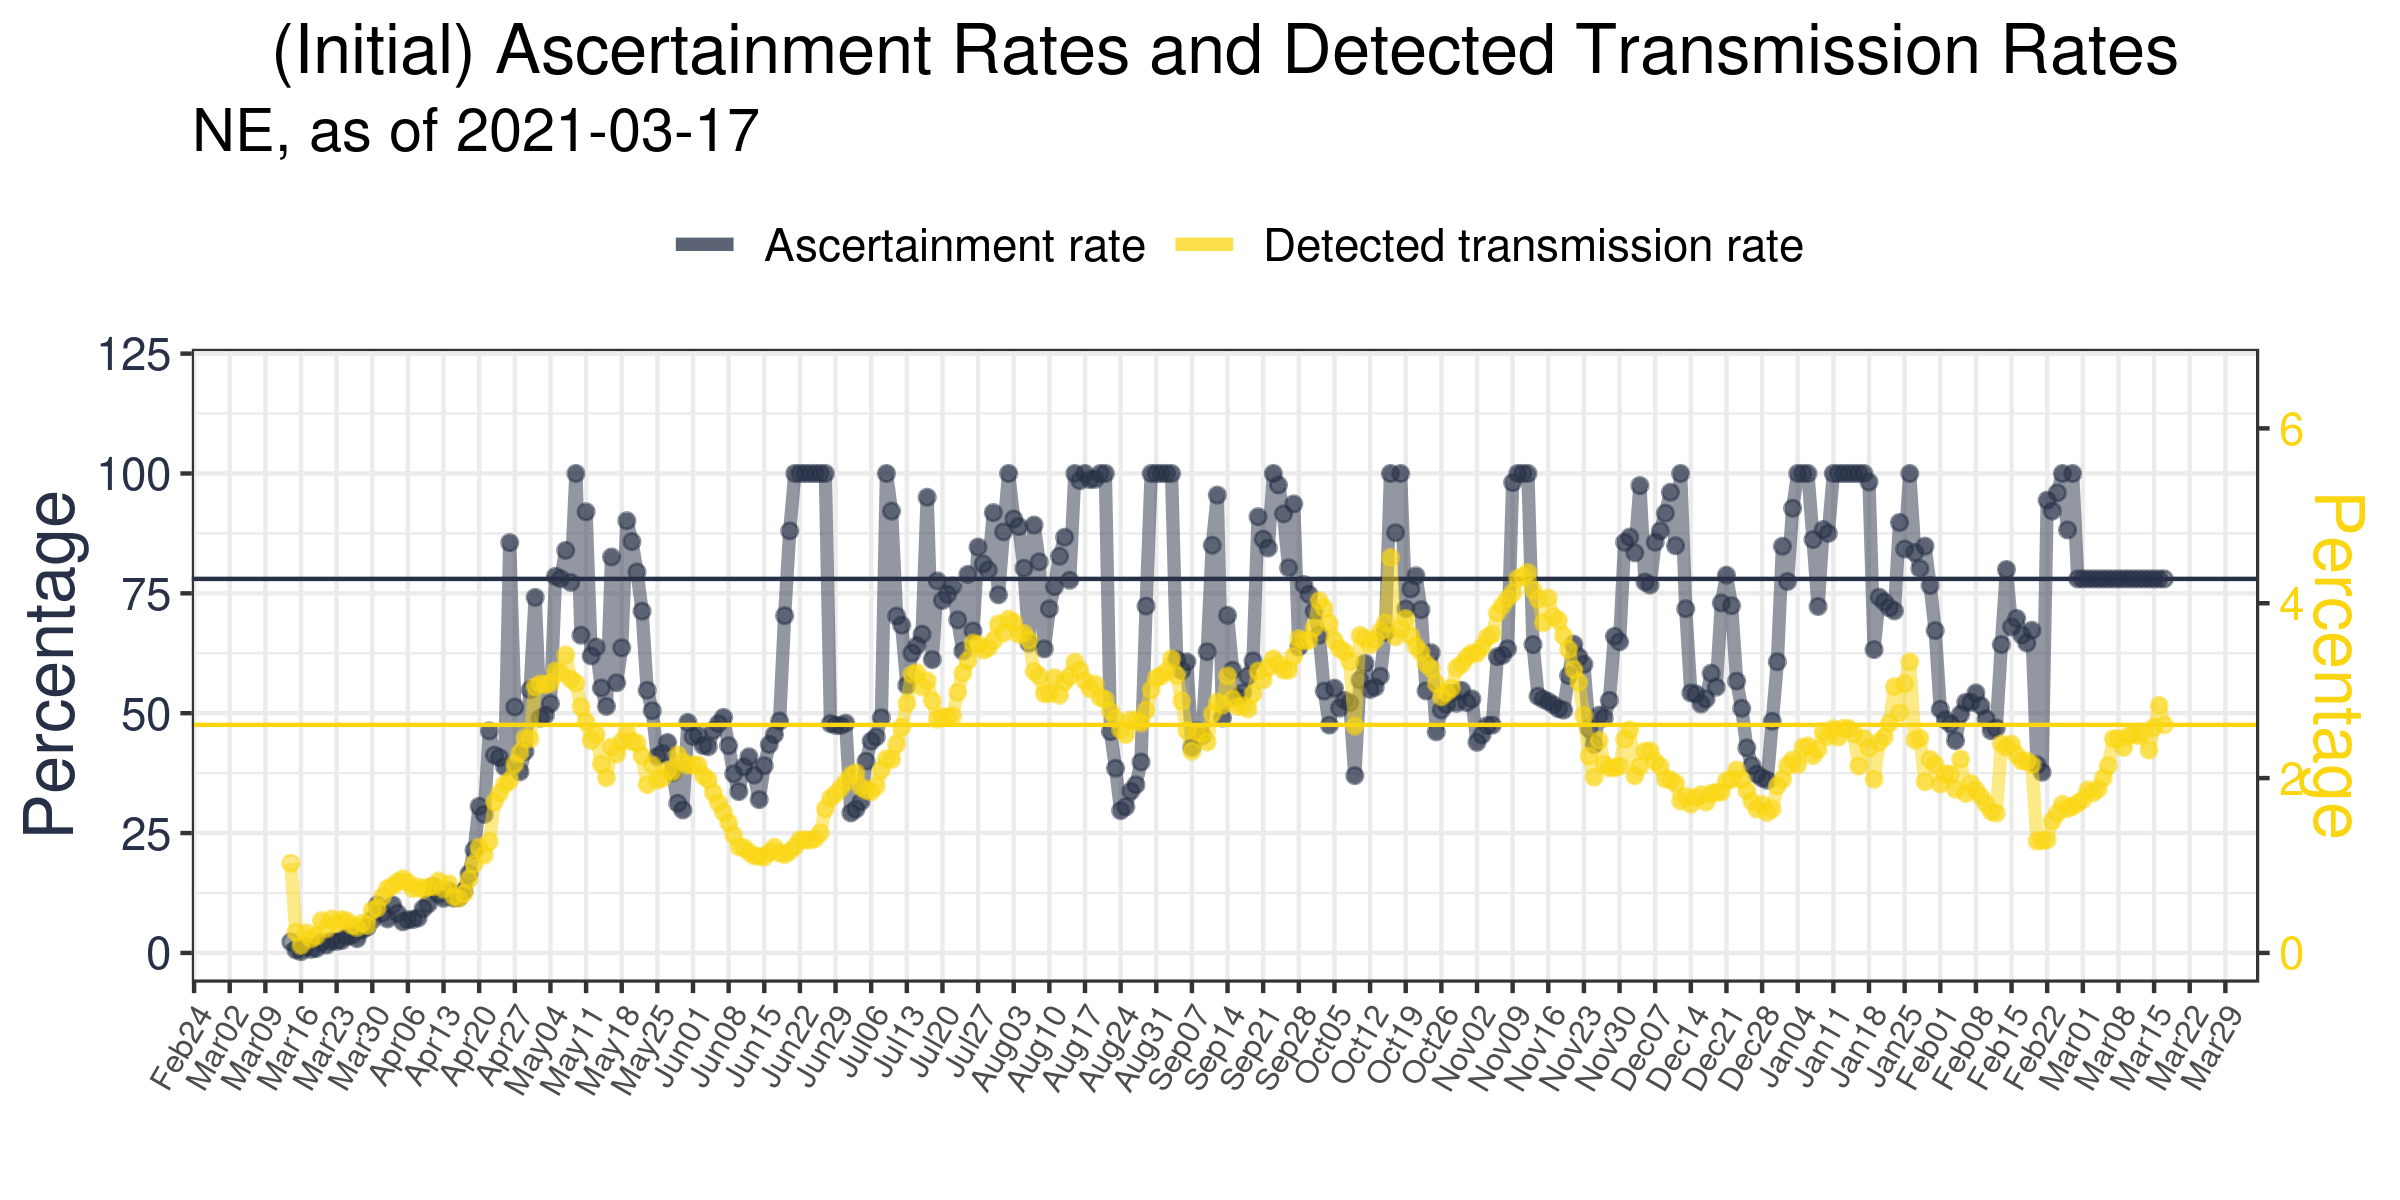 (Initial) Ascertainment Rates and Detected Transmission Rates
NE, as of 2021-03-17
Ascertainment rate
Detected transmission rate
125
100
75
50
25
0
Percentage
6
4
2
0
Percentage
Feb24
Mar02
Mar09
Mar16
Mar23
Mar30
Apr06
Apr13
Apr20
Apr27
May04
May11
May18
May25
Jun01
Jun08
Jun15
Jun22
Jun29
Jul06
Jul13
Jul20
Jul27
Aug03
Aug10
Aug17
Aug24
Aug31
Sep07
Sep14
Sep21
Sep28
Oct05
Oct12
Oct19
Oct26
Nov02
Nov09
Nov16
Nov23
Nov30
Dec07
Dec14
Dec21
Dec28
Jan04
Jan11
Jan18
Jan25
Feb01
Feb08
Feb15
Feb22
Mar01
Mar08
Mar15
Mar22
Mar29